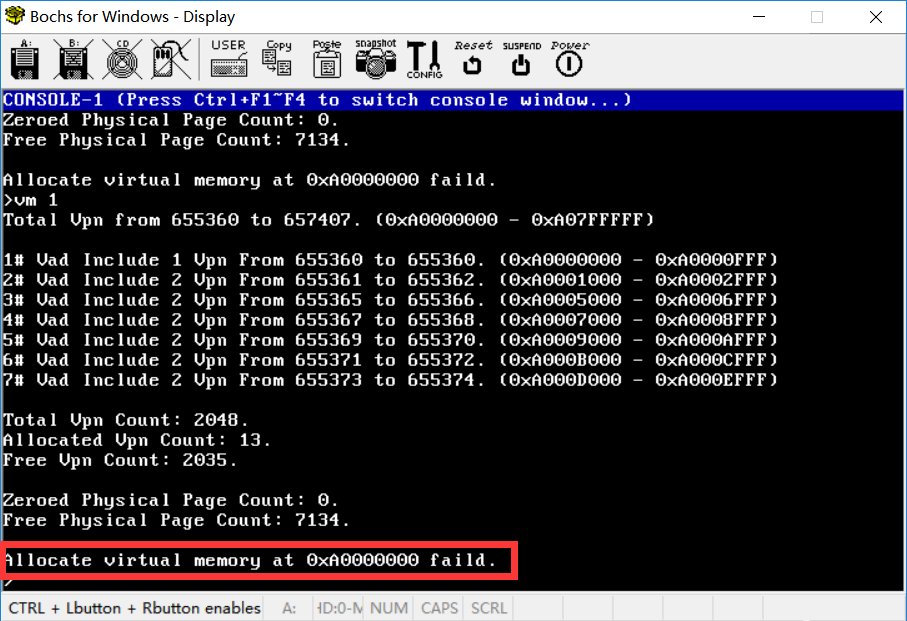 Bochs for Windows - Display
A: B: CD USER Copy Poste snapshot CONFIG Reset SUSPEND Power
CONSOLE-1 (Press Ctrl+F1~F4 to switch console window...)
Zeroed Physical Page Count: 0.
Free Physical Page Count: 7134.
Allocate virtual memory at 0xA0000000 faild.
>vm 1
Total Vpn from 655360 to 657407. (0xA0000000 - 0xA07FFFFF)
1# Vad Include 1 Vpn From 655360 to 655360. (0xA0000000 - 0xA0000FFF)
2# Vad Include 2 Vpn From 655361 to 655362. (0xA0001000 - 0xA0002FFF)
3# Vad Include 2 Vpn From 655365 to 655366. (0xA0005000 - 0xA0006FFF)
4# Vad Include 2 Vpn From 655367 to 655368. (0xA0007000 - 0xA0008FFF)
5# Vad Include 2 Vpn From 655369 to 655370. (0xA0009000 - 0xA000AFFF)
6# Vad Include 2 Vpn From 655371 to 655372. (0xA000B000 - 0xA000CFFF)
7# Vad Include 2 Vpn From 655373 to 655374. (0xA000D000 - 0xA000EFFF)
Total Vpn Count: 2048.
Allocated Vpn Count: 13.
Free Vpn Count: 2035.
Zeroed Physical Page Count: 0.
Free Physical Page Count: 7134.
Allocate virtual memory at 0xA0000000 faild.
CTRL + Lbutton + Rbutton enables A: HD:0-M NUM CAPS SCRL